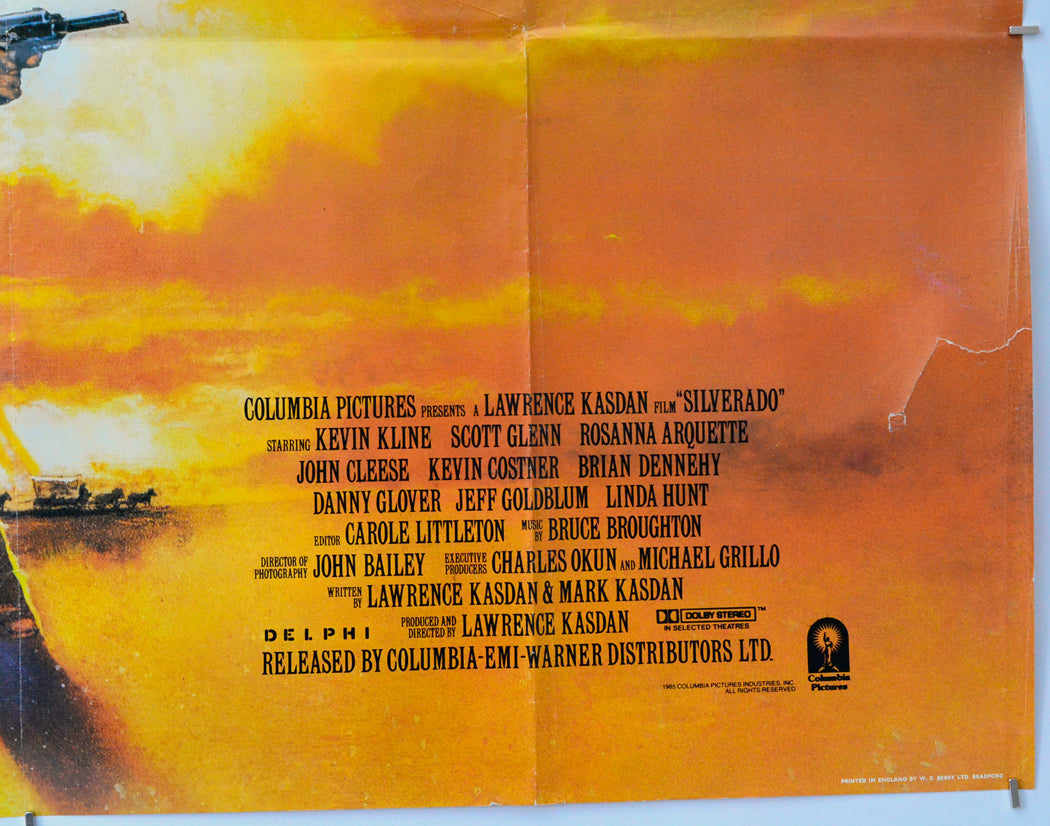 COLUMBIA PICTURES PRESENTS A LAWRENCE KASDAN FILM "SILVERADO"
STARRING KEVIN KLINE SCOTT GLENN ROSANNA ARQUETTE
JOHN CLEESE KEVIN COSTNER BRIAN DENNEHY
DANNY GLOVER JEFF GOLDBLUM LINDA HUNT
EDITOR CAROLE LITTLETON MUSIC BY BRUCE BROUGHTON
DIRECTOR OF PHOTOGRAPHY JOHN BAILEY EXECUTIVE PRODUCERS CHARLES OKUN AND MICHAEL GRILLO
WRITTEN BY LAWRENCE KASDAN & MARK KASDAN
DELPHI PRODUCED AND DIRECTED BY LAWRENCE KASDAN DOLBY STEREO™
IN SELECTED THEATRES
RELEASED BY COLUMBIA-EMI-WARNER DISTRIBUTORS LTD.
Columbia
Pictures
1985 COLUMBIA PICTURES INDUSTRIES, INC.
ALL RIGHTS RESERVED
PRINTED IN ENGLAND BY W. E. BERRY LTD. BRADFORD